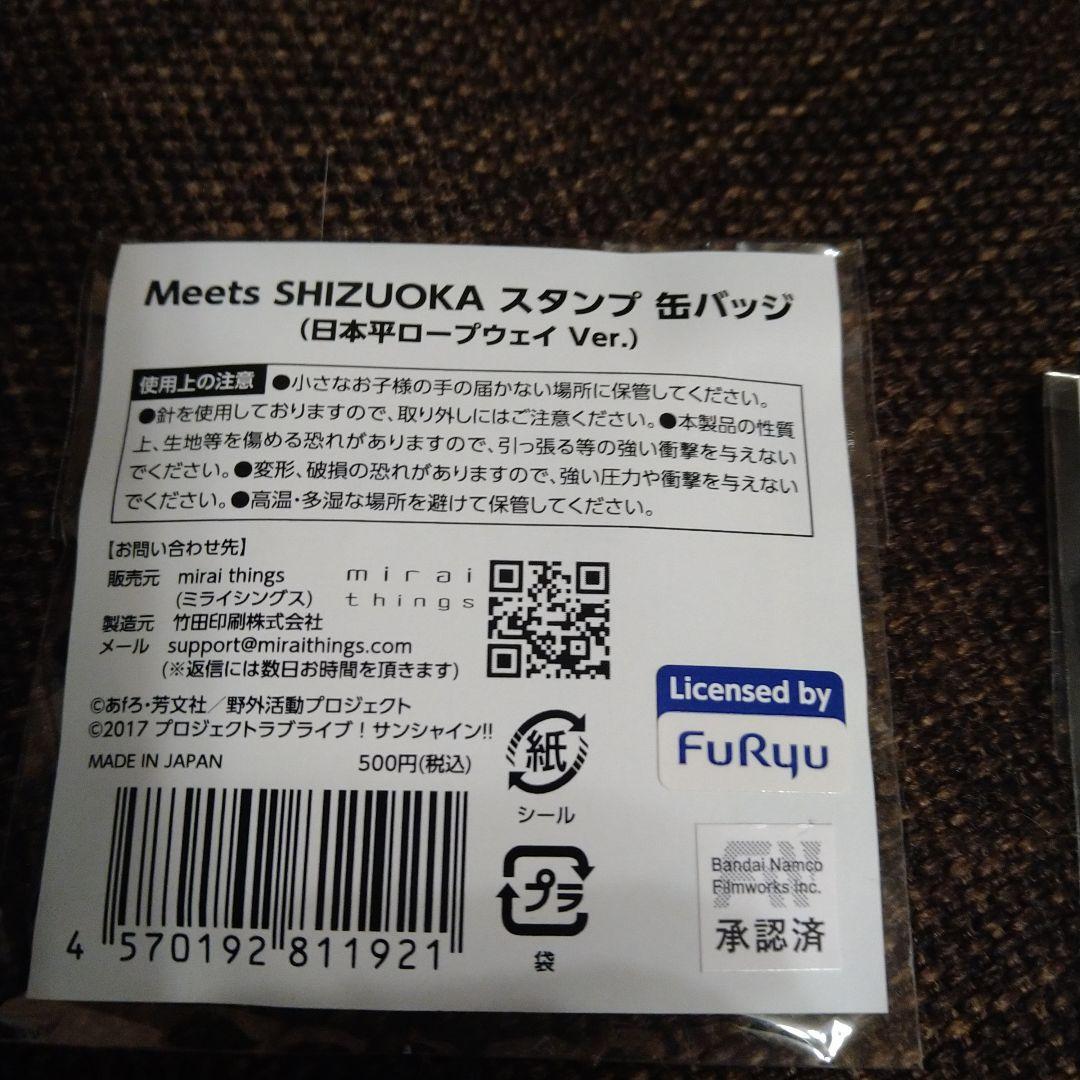 Meets SHIZUOKA スタンプ 缶バッジ
(日本平ロープウェイ Ver.)
使用上の注意 ●小さなお子様の手の届かない場所に保管してください。
●針を使用しておりますので、取り外しにはご注意ください。●本製品の性質
上、生地等を傷める恐れがありますので、引っ張る等の強い衝撃を与えない
でください。●変形、破損の恐れがありますので、強い圧力や衝撃を与えない
でください。●高温・多湿な場所を避けて保管してください。
【お問い合わせ先】
販売元 mirai things
(ミライシングス)
mirai
things
製造元 竹田印刷株式会社
メール support@miraithings.com
(※返信には数日お時間を頂きます)
©あfろ・芳文社／野外活動プロジェクト
©2017 プロジェクトラブライブ！サンシャイン!!
MADE IN JAPAN 500円(税込)
4 570192 811921
紙
シール
プラ
袋
Licensed by
FuRyu
Bandai Namco
Filmworks Inc.
承認済